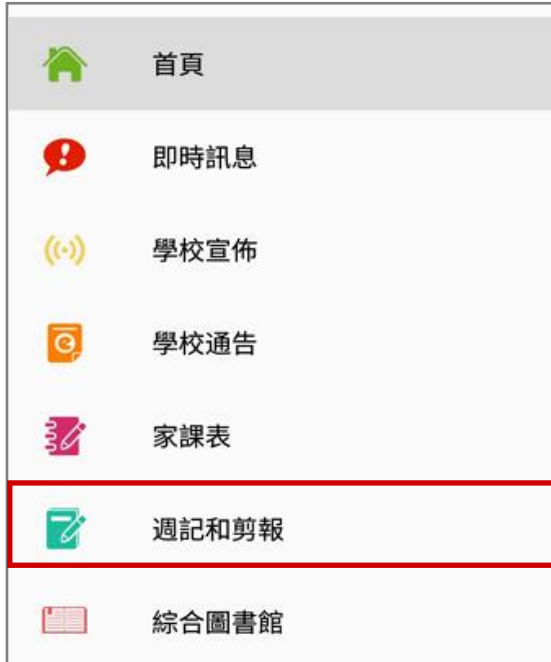 首頁
即時訊息
學校宣佈
學校通告
家課表
週記和剪報
綜合圖書館